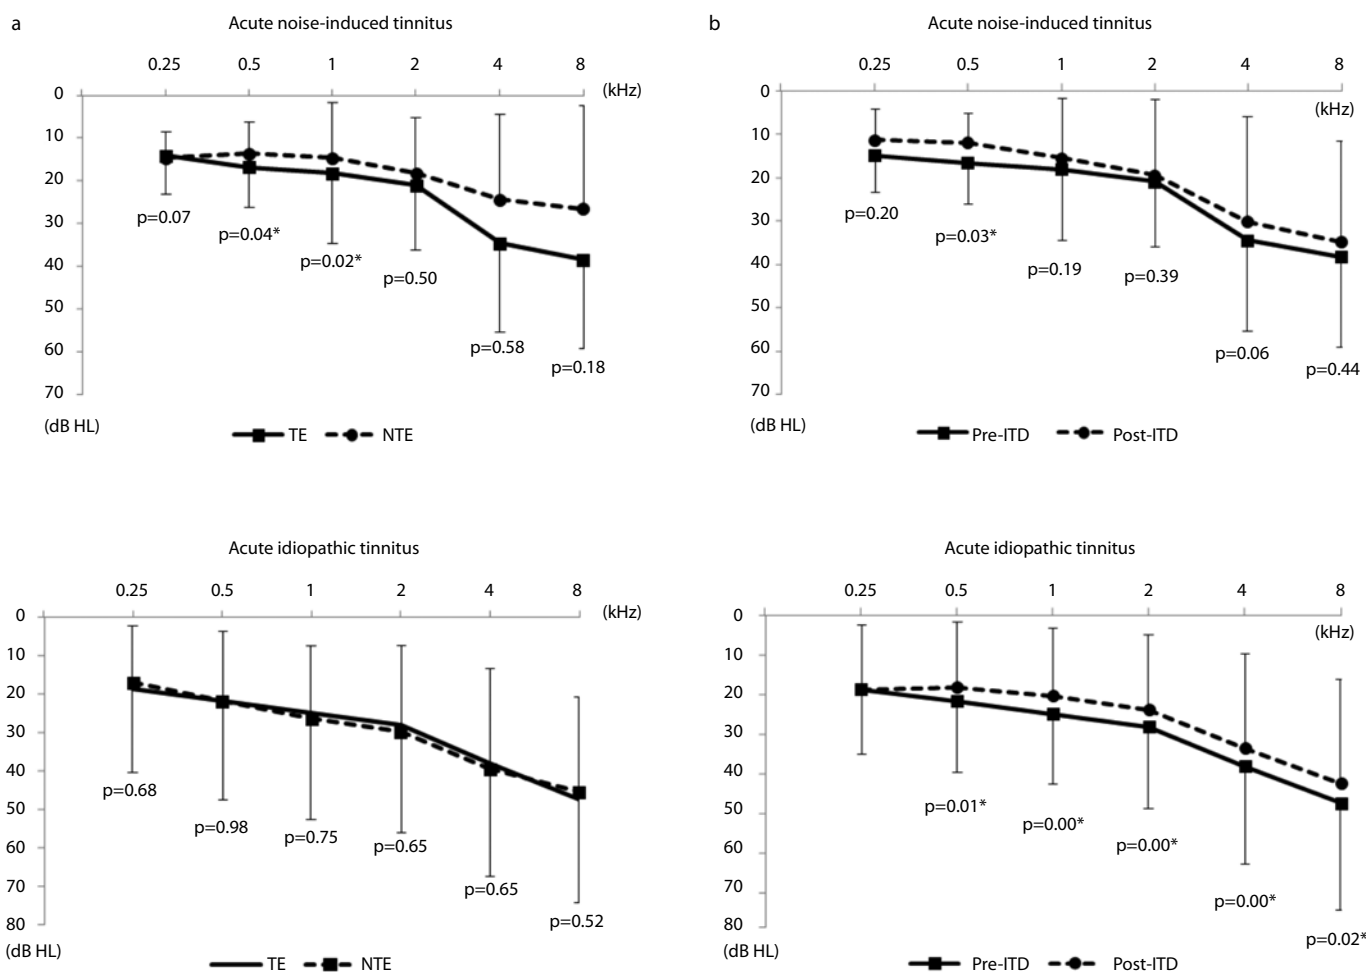 a
Acute noise-induced tinnitus
0.25 0.5 1 2 4 8
(kHz)
0
10
20
30
40
50
60
70
(dB HL)
p=0.07
p=0.04*
p=0.02*
p=0.50
p=0.58
p=0.18
TE NTE
b
Acute noise-induced tinnitus
0.25 0.5 1 2 4 8
(kHz)
0
10
20
30
40
50
60
70
(dB HL)
p=0.20
p=0.03*
p=0.19
p=0.39
p=0.06
p=0.44
Pre-ITD Post-ITD
Acute idiopathic tinnitus
0.25 0.5 1 2 4 8
(kHz)
0
10
20
30
40
50
60
70
80
(dB HL)
p=0.68
p=0.98
p=0.75
p=0.65
p=0.65
p=0.52
TE NTE
Acute idiopathic tinnitus
0.25 0.5 1 2 4 8
(kHz)
0
10
20
30
40
50
60
70
80
(dB HL)
p=0.01*
p=0.00*
p=0.00*
p=0.00*
p=0.02*
Pre-ITD Post-ITD